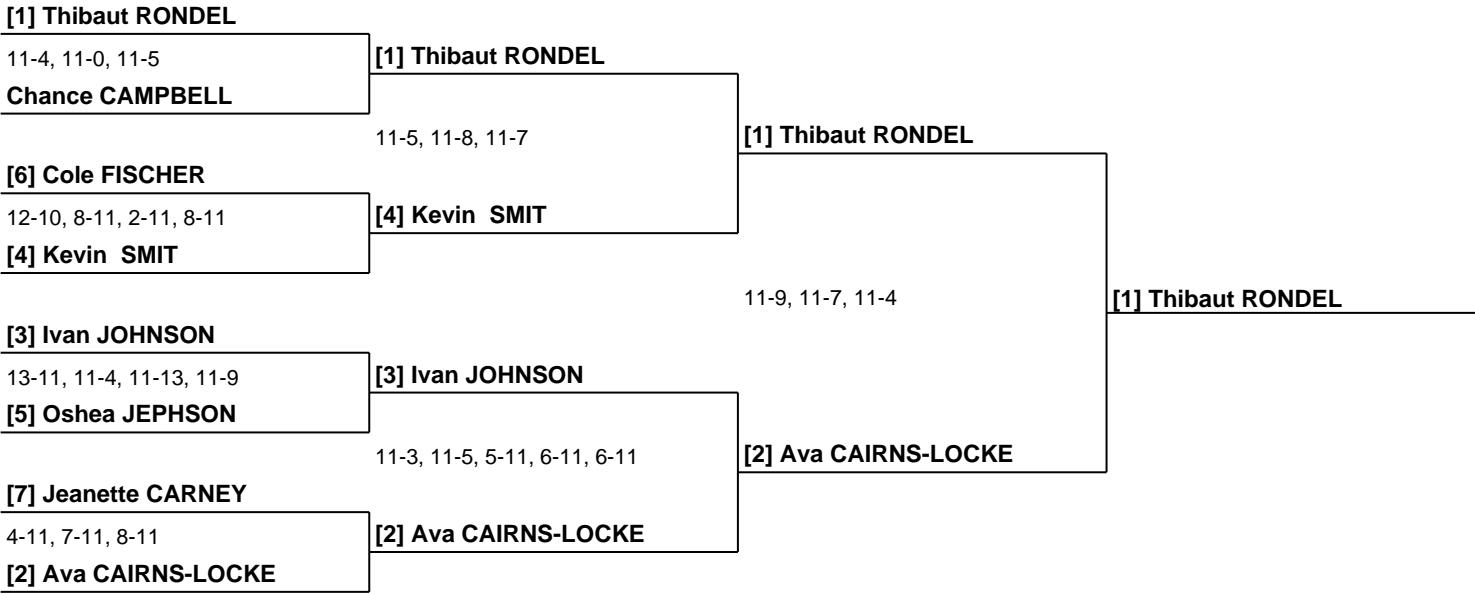 [1] Thibaut RONDEL
11-4, 11-0, 11-5
Chance CAMPBELL
[6] Cole FISCHER
12-10, 8-11, 2-11, 8-11
[4] Kevin  SMIT
[3] Ivan JOHNSON
13-11, 11-4, 11-13, 11-9
[5] Oshea JEPHSON
[7] Jeanette CARNEY
4-11, 7-11, 8-11
[2] Ava CAIRNS-LOCKE
[1] Thibaut RONDEL
11-5, 11-8, 11-7
[4] Kevin  SMIT
[3] Ivan JOHNSON
11-3, 11-5, 5-11, 6-11, 6-11
[2] Ava CAIRNS-LOCKE
[1] Thibaut RONDEL
11-9, 11-7, 11-4
[2] Ava CAIRNS-LOCKE
[1] Thibaut RONDEL